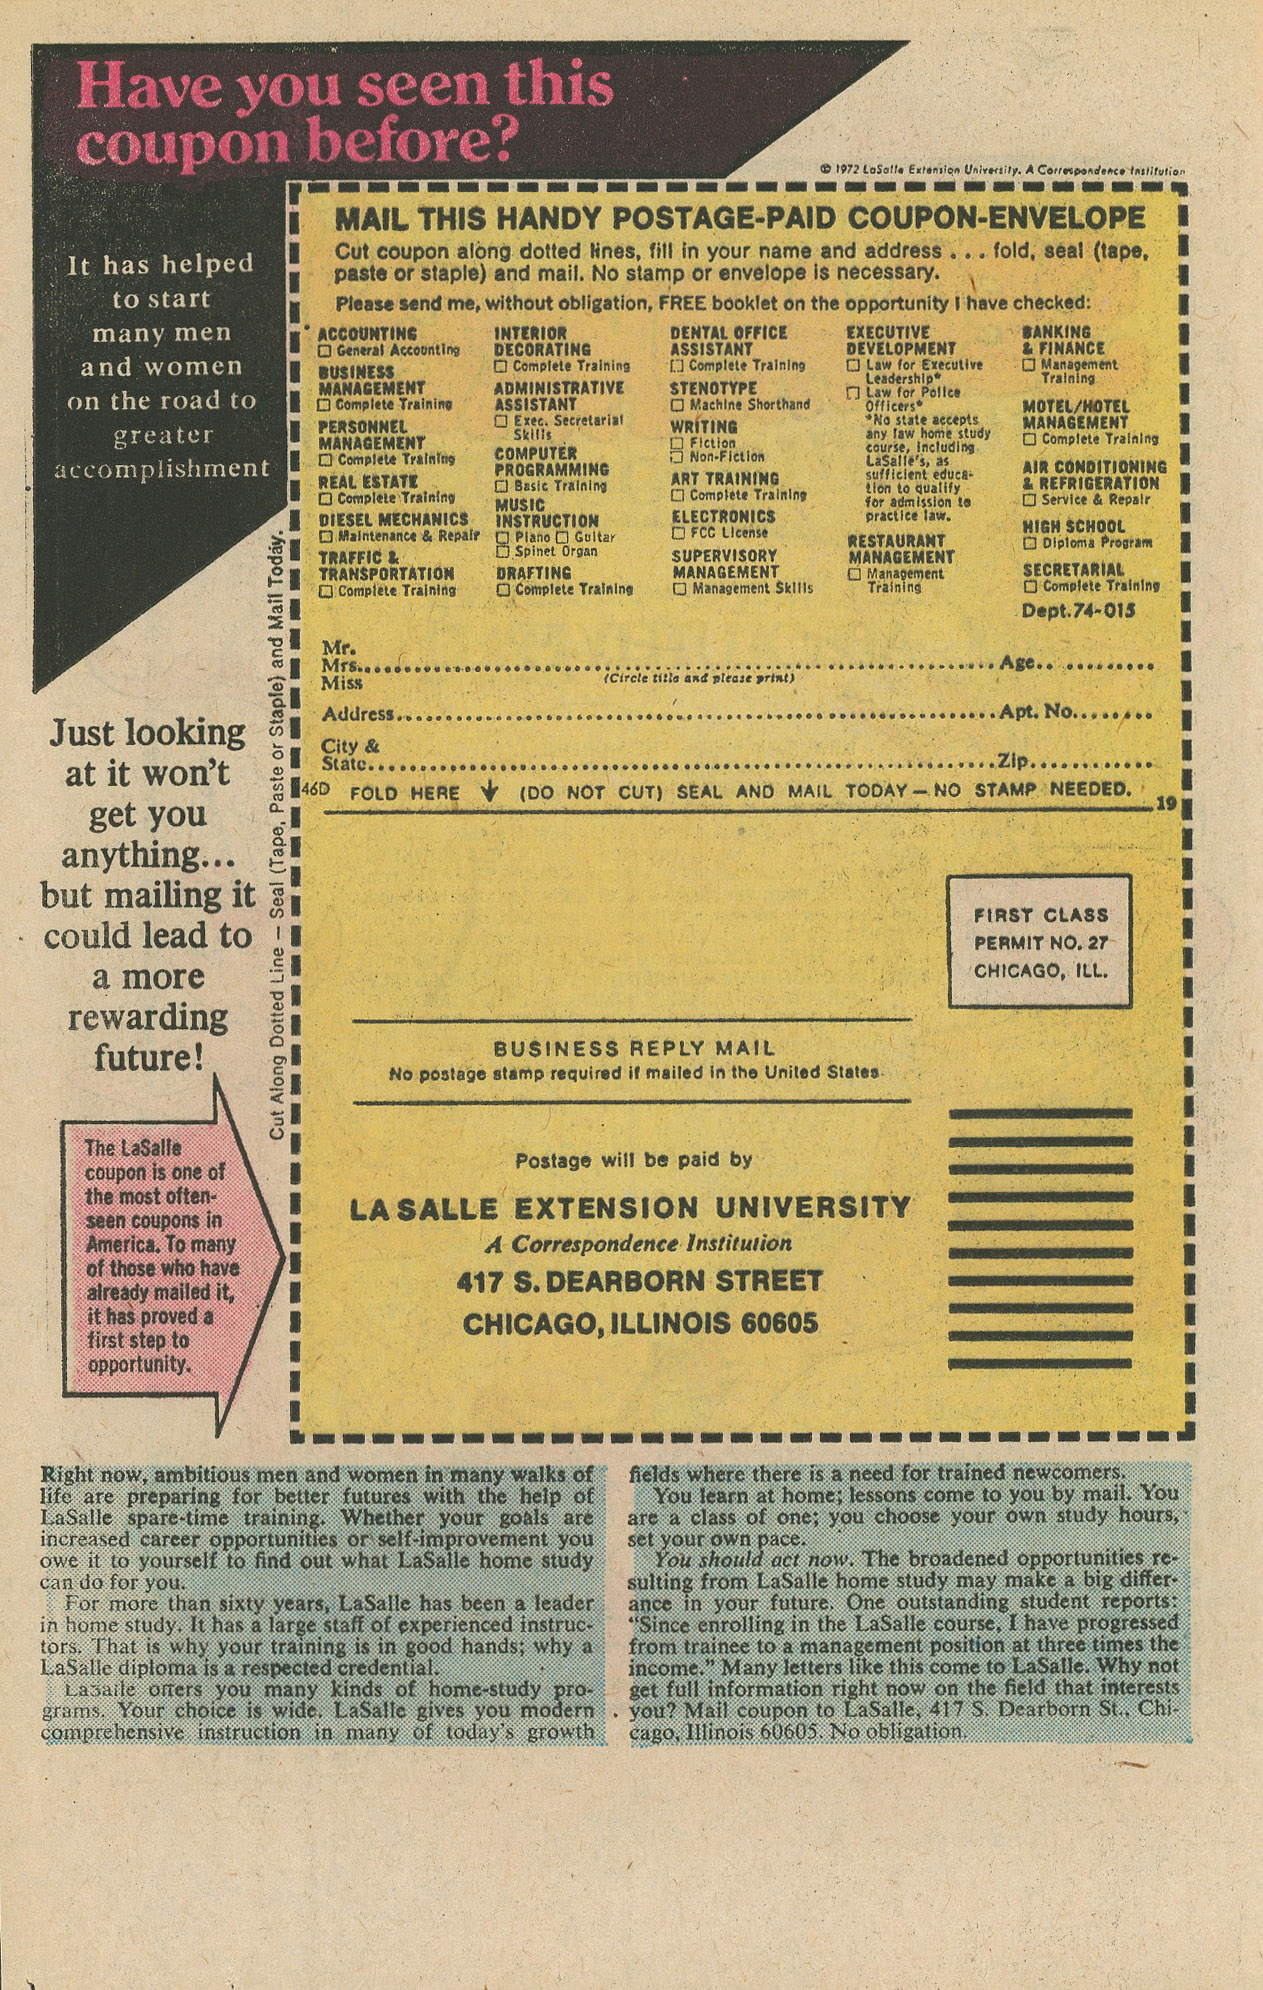 Have you seen this
coupon before?
© 1972 LaSalle Extension University. A Correspondence Institution
It has helped
to start
many men
and women
on the road to
greater
accomplishment
Just looking
at it won't
get you
anything...
but mailing it
could lead to
a more
rewarding
future!
The LaSalle
coupon is one of
the most often-
seen coupons in
America. To many
of those who have
already mailed it,
it has proved a
first step to
opportunity.
Cut Along Dotted Line — Seal (Tape, Paste or Staple) and Mail Today.
MAIL THIS HANDY POSTAGE-PAID COUPON-ENVELOPE
Cut coupon along dotted lines, fill in your name and address . . . fold, seal (tape,
paste or staple) and mail. No stamp or envelope is necessary.
Please send me, without obligation, FREE booklet on the opportunity I have checked:
ACCOUNTING
☐ General Accounting
BUSINESS
MANAGEMENT
☐ Complete Training
PERSONNEL
MANAGEMENT
☐ Complete Training
REAL ESTATE
☐ Complete Training
DIESEL MECHANICS
☐ Maintenance & Repair
TRAFFIC &
TRANSPORTATION
☐ Complete Training
INTERIOR
DECORATING
☐ Complete Training
ADMINISTRATIVE
ASSISTANT
☐ Exec. Secretarial
Skills
COMPUTER
PROGRAMMING
☐ Basic Training
MUSIC
INSTRUCTION
☐ Piano ☐ Guitar
☐ Spinet Organ
DRAFTING
☐ Complete Training
DENTAL OFFICE
ASSISTANT
☐ Complete Training
STENOTYPE
☐ Machine Shorthand
WRITING
☐ Fiction
☐ Non-Fiction
ART TRAINING
☐ Complete Training
ELECTRONICS
☐ FCC License
SUPERVISORY
MANAGEMENT
☐ Management Skills
EXECUTIVE
DEVELOPMENT
☐ Law for Executive
Leadership*
☐ Law for Police
Officers*
*No state accepts
any law home study
course, including
LaSalle's, as
sufficient educa-
tion to qualify
for admission to
practice law.
RESTAURANT
MANAGEMENT
☐ Management
Training
BANKING
& FINANCE
☐ Management
Training
MOTEL/HOTEL
MANAGEMENT
☐ Complete Training
AIR CONDITIONING
& REFRIGERATION
☐ Service & Repair
HIGH SCHOOL
☐ Diploma Program
SECRETARIAL
☐ Complete Training
Dept. 74-015
Mr.
Mrs. Age
Miss (Circle title and please print)
Address Apt. No.
City &
State Zip
46D FOLD HERE ↓ (DO NOT CUT) SEAL AND MAIL TODAY — NO STAMP NEEDED.
19
FIRST CLASS
PERMIT NO. 27
CHICAGO, ILL.
BUSINESS REPLY MAIL
No postage stamp required if mailed in the United States
Postage will be paid by
LA SALLE EXTENSION UNIVERSITY
A Correspondence Institution
417 S. DEARBORN STREET
CHICAGO, ILLINOIS 60605
Right now, ambitious men and women in many walks of
life are preparing for better futures with the help of
LaSalle spare-time training. Whether your goals are
increased career opportunities or self-improvement you
owe it to yourself to find out what LaSalle home study
can do for you.
For more than sixty years, LaSalle has been a leader
in home study. It has a large staff of experienced instruc-
tors. That is why your training is in good hands; why a
LaSalle diploma is a respected credential.
LaSalle offers you many kinds of home-study pro-
grams. Your choice is wide. LaSalle gives you modern
comprehensive instruction in many of today's growth
fields where there is a need for trained newcomers.
You learn at home; lessons come to you by mail. You
are a class of one; you choose your own study hours,
set your own pace.
You should act now. The broadened opportunities re-
sulting from LaSalle home study may make a big differ-
ance in your future. One outstanding student reports:
"Since enrolling in the LaSalle course, I have progressed
from trainee to a management position at three times the
income." Many letters like this come to LaSalle. Why not
get full information right now on the field that interests
you? Mail coupon to LaSalle, 417 S. Dearborn St., Chi-
cago, Illinois 60605. No obligation.